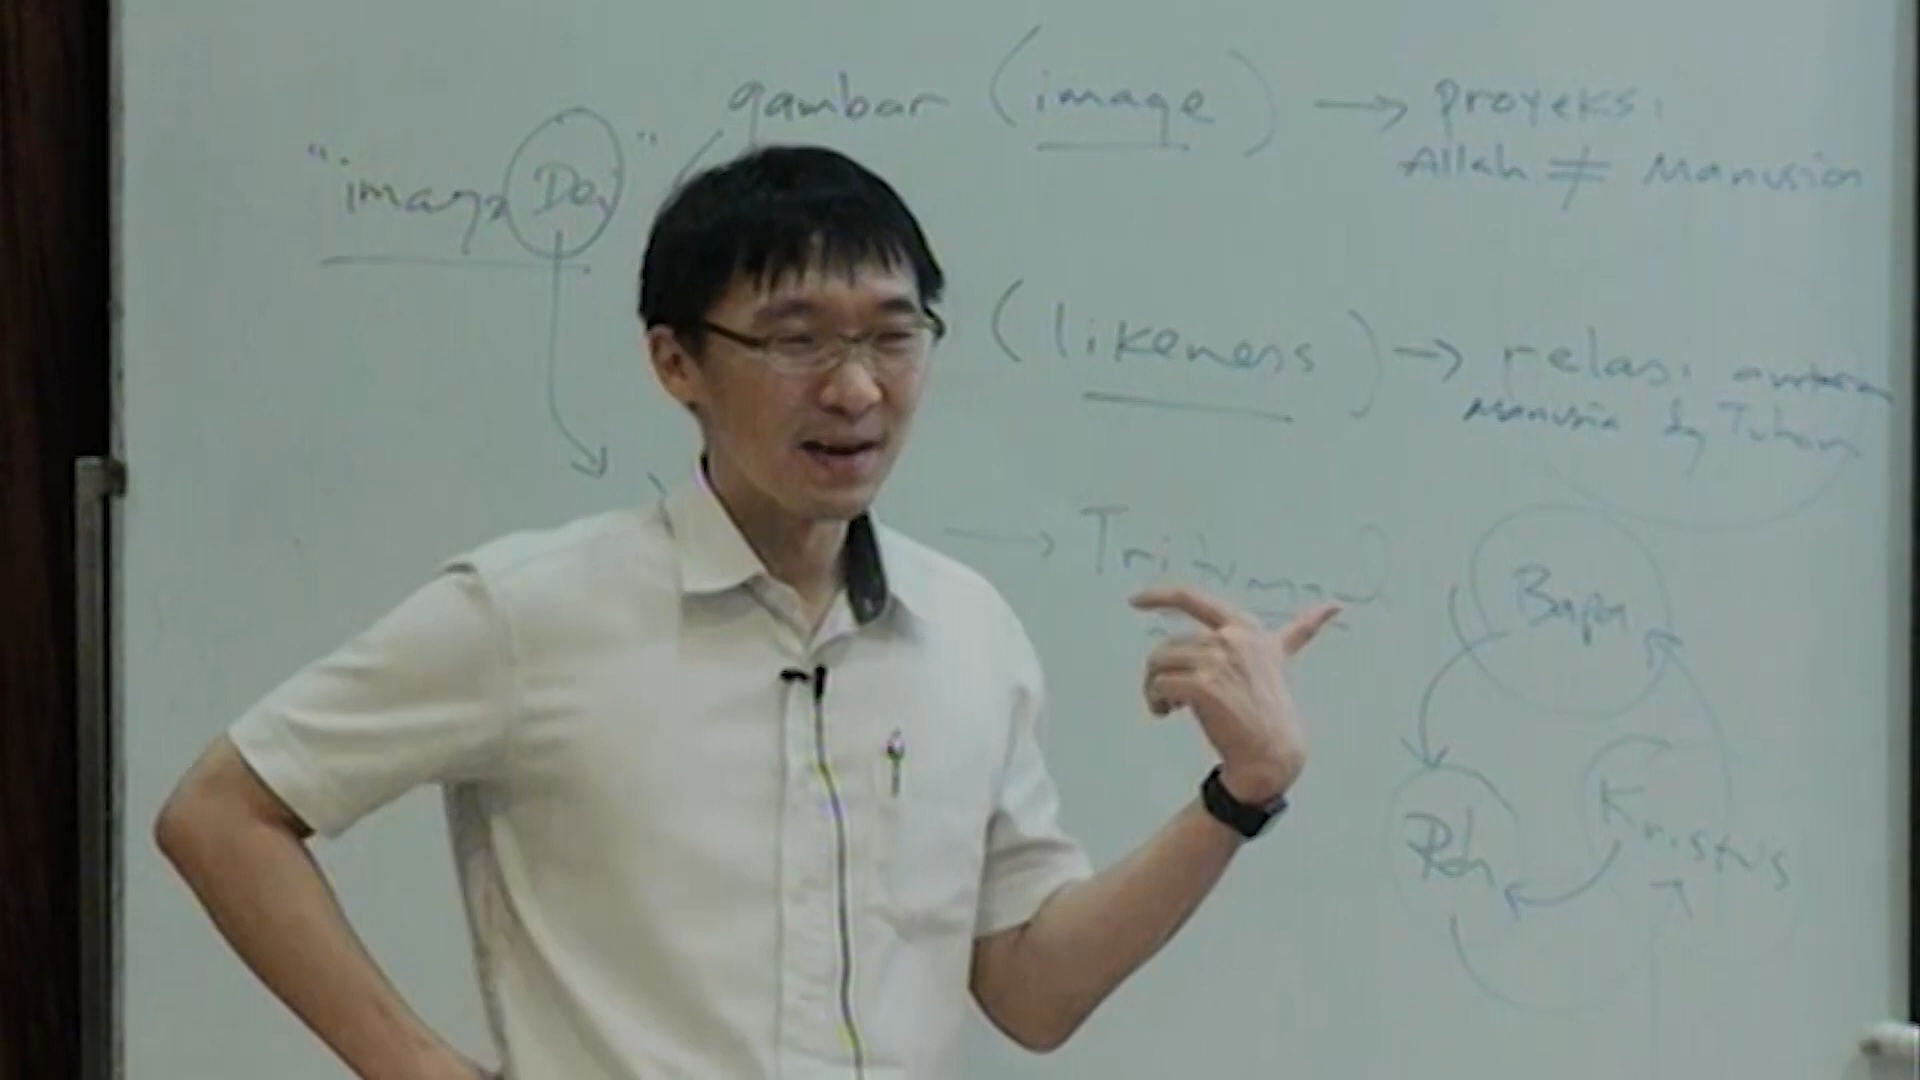 gambar (image) → proyeksi
"imago Dei"
Allah ≠ Manusia
(likeness) → relasi antara
Manusia dg Tuhan
→ Tritunggal
Bapa
Kristus
Roh